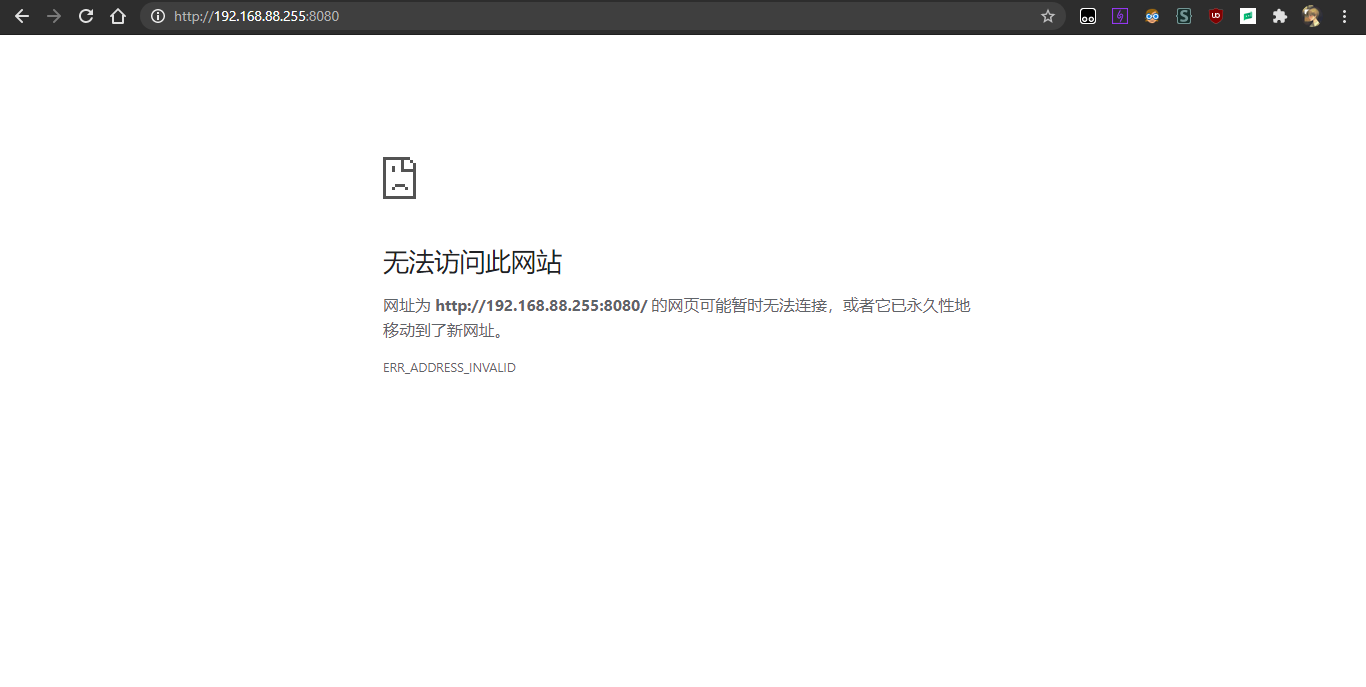 http://192.168.88.255:8080
无法访问此网站
网址为 http://192.168.88.255:8080/ 的网页可能暂时无法连接，或者它已永久性地
移动到了新网址。
ERR_ADDRESS_INVALID